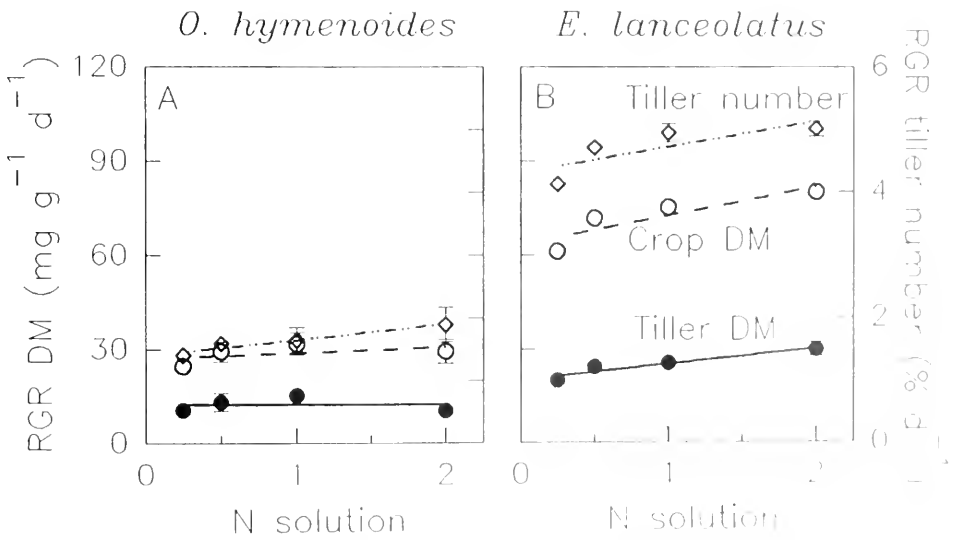 O. hymenoides
E. lanceolatus
RGR DM (mg g⁻¹ d⁻¹)
120
90
60
30
0
A
0
1
2
N solution
B
Tiller number
Crop DM
Tiller DM
0
1
2
N solution
6
4
2
0
RGR tiller number (% d⁻¹)